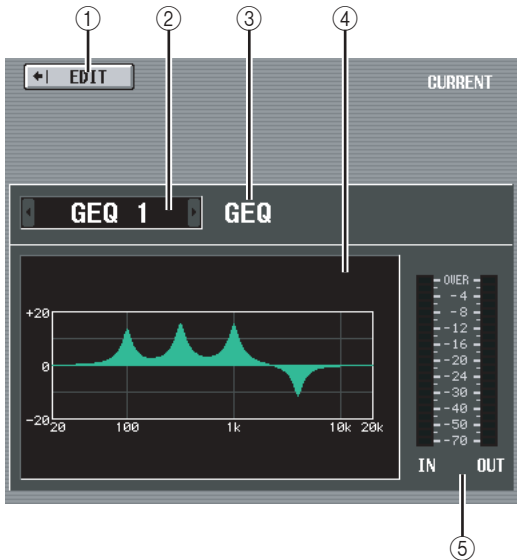 ① ② ③ ④
EDIT
CURRENT
GEQ 1
GEQ
+20
0
-20
20 100 1k 10k 20k
OVER
-4
-8
-12
-16
-20
-24
-30
-40
-50
-70
IN OUT
⑤